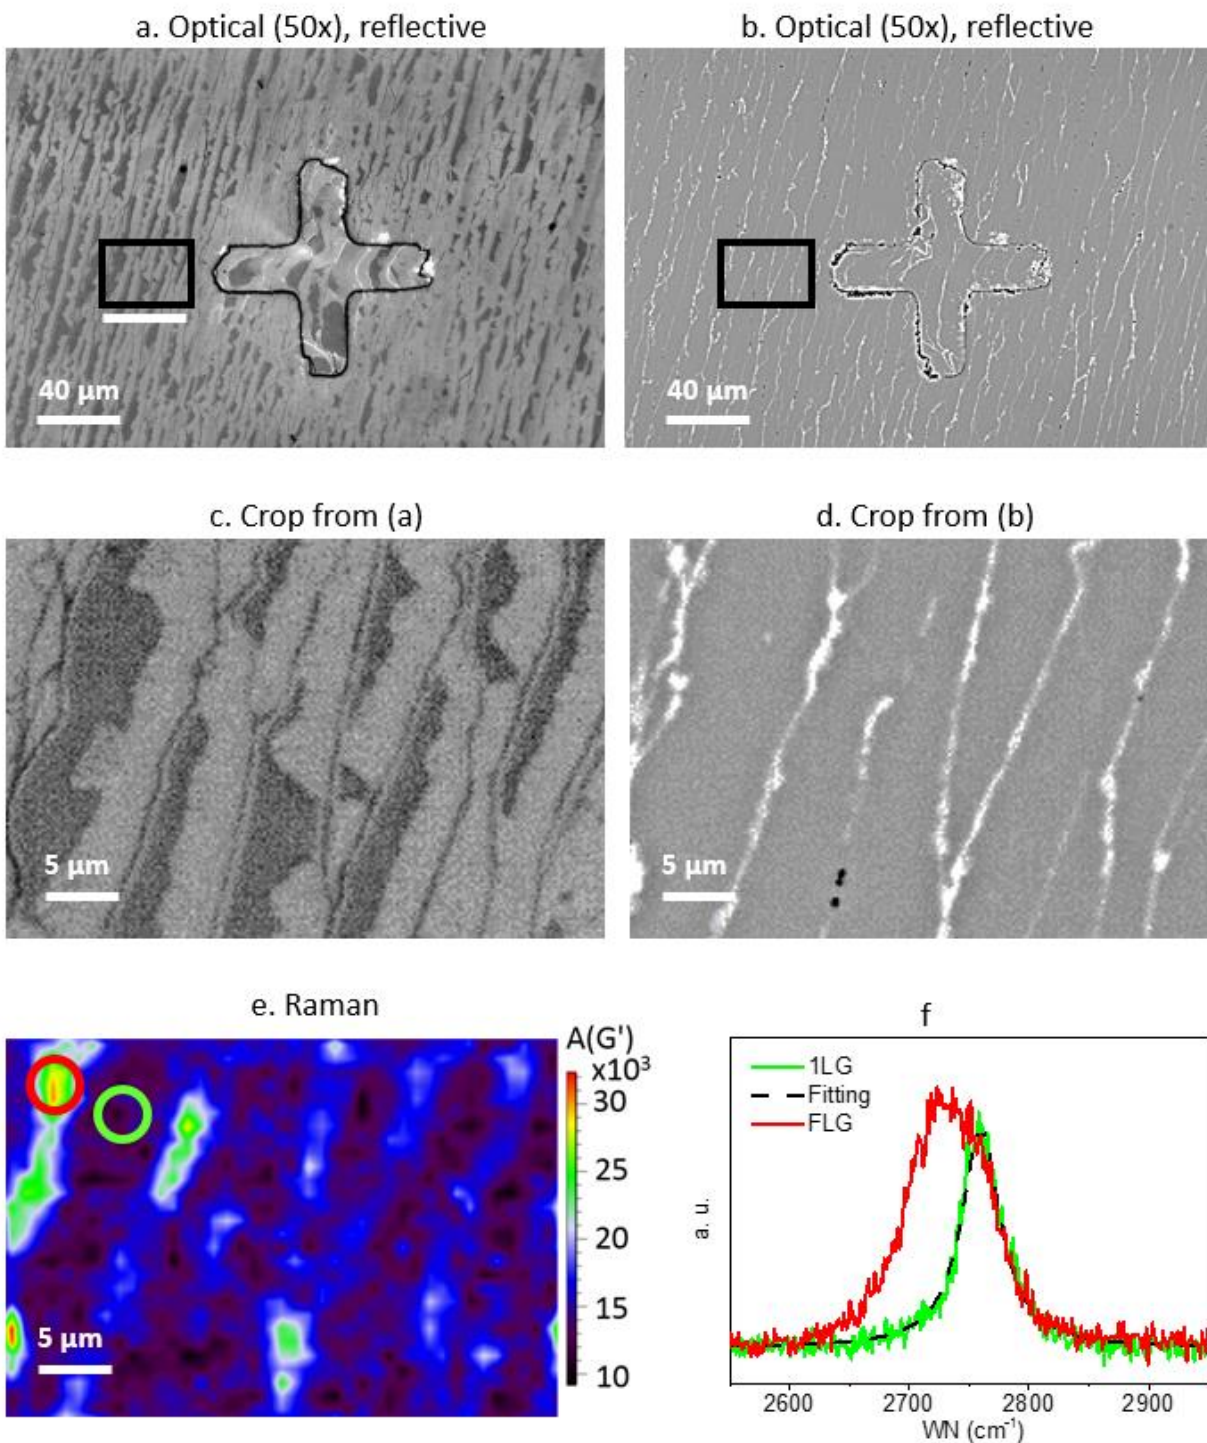 a. Optical (50x), reflective
b. Optical (50x), reflective
40 µm
40 µm
c. Crop from (a)
d. Crop from (b)
5 µm
5 µm
e. Raman
A(G')
x10³
30
25
20
15
10
5 µm
f
1LG
Fitting
FLG
a. u.
2600 2700 2800 2900
WN (cm⁻¹)